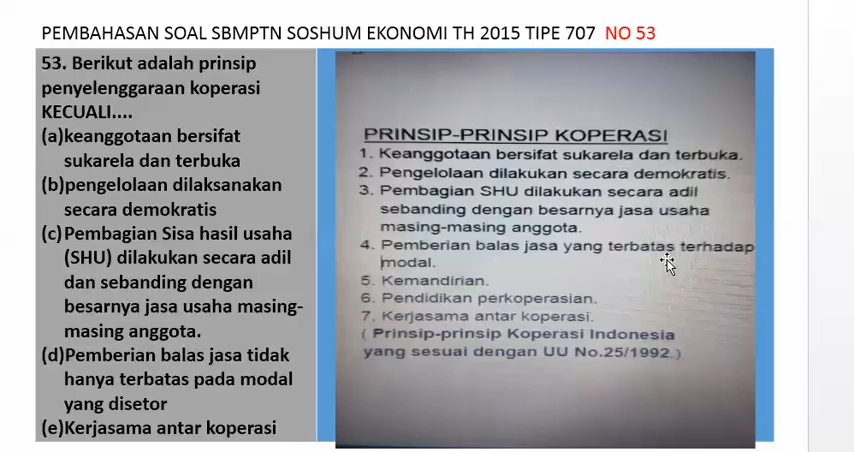 PEMBAHASAN SOAL SBMPTN SOSHUM EKONOMI TH 2015 TIPE 707 NO 53
53. Berikut adalah prinsip
penyelenggaraan koperasi
KECUALI....
(a)keanggotaan bersifat
sukarela dan terbuka
(b)pengelolaan dilaksanakan
secara demokratis
(c)Pembagian Sisa hasil usaha
(SHU) dilakukan secara adil
dan sebanding dengan
besarnya jasa usaha masing-
masing anggota.
(d)Pemberian balas jasa tidak
hanya terbatas pada modal
yang disetor
(e)Kerjasama antar koperasi
PRINSIP-PRINSIP KOPERASI
1. Keanggotaan bersifat sukarela dan terbuka.
2. Pengelolaan dilakukan secara demokratis.
3. Pembagian SHU dilakukan secara adil
sebanding dengan besarnya jasa usaha
masing-masing anggota.
4. Pemberian balas jasa yang terbatas terhadap
modal.
5. Kemandirian.
6. Pendidikan perkoperasian.
7. Kerjasama antar koperasi.
( Prinsip-prinsip Koperasi Indonesia
yang sesuai dengan UU No.25/1992.)